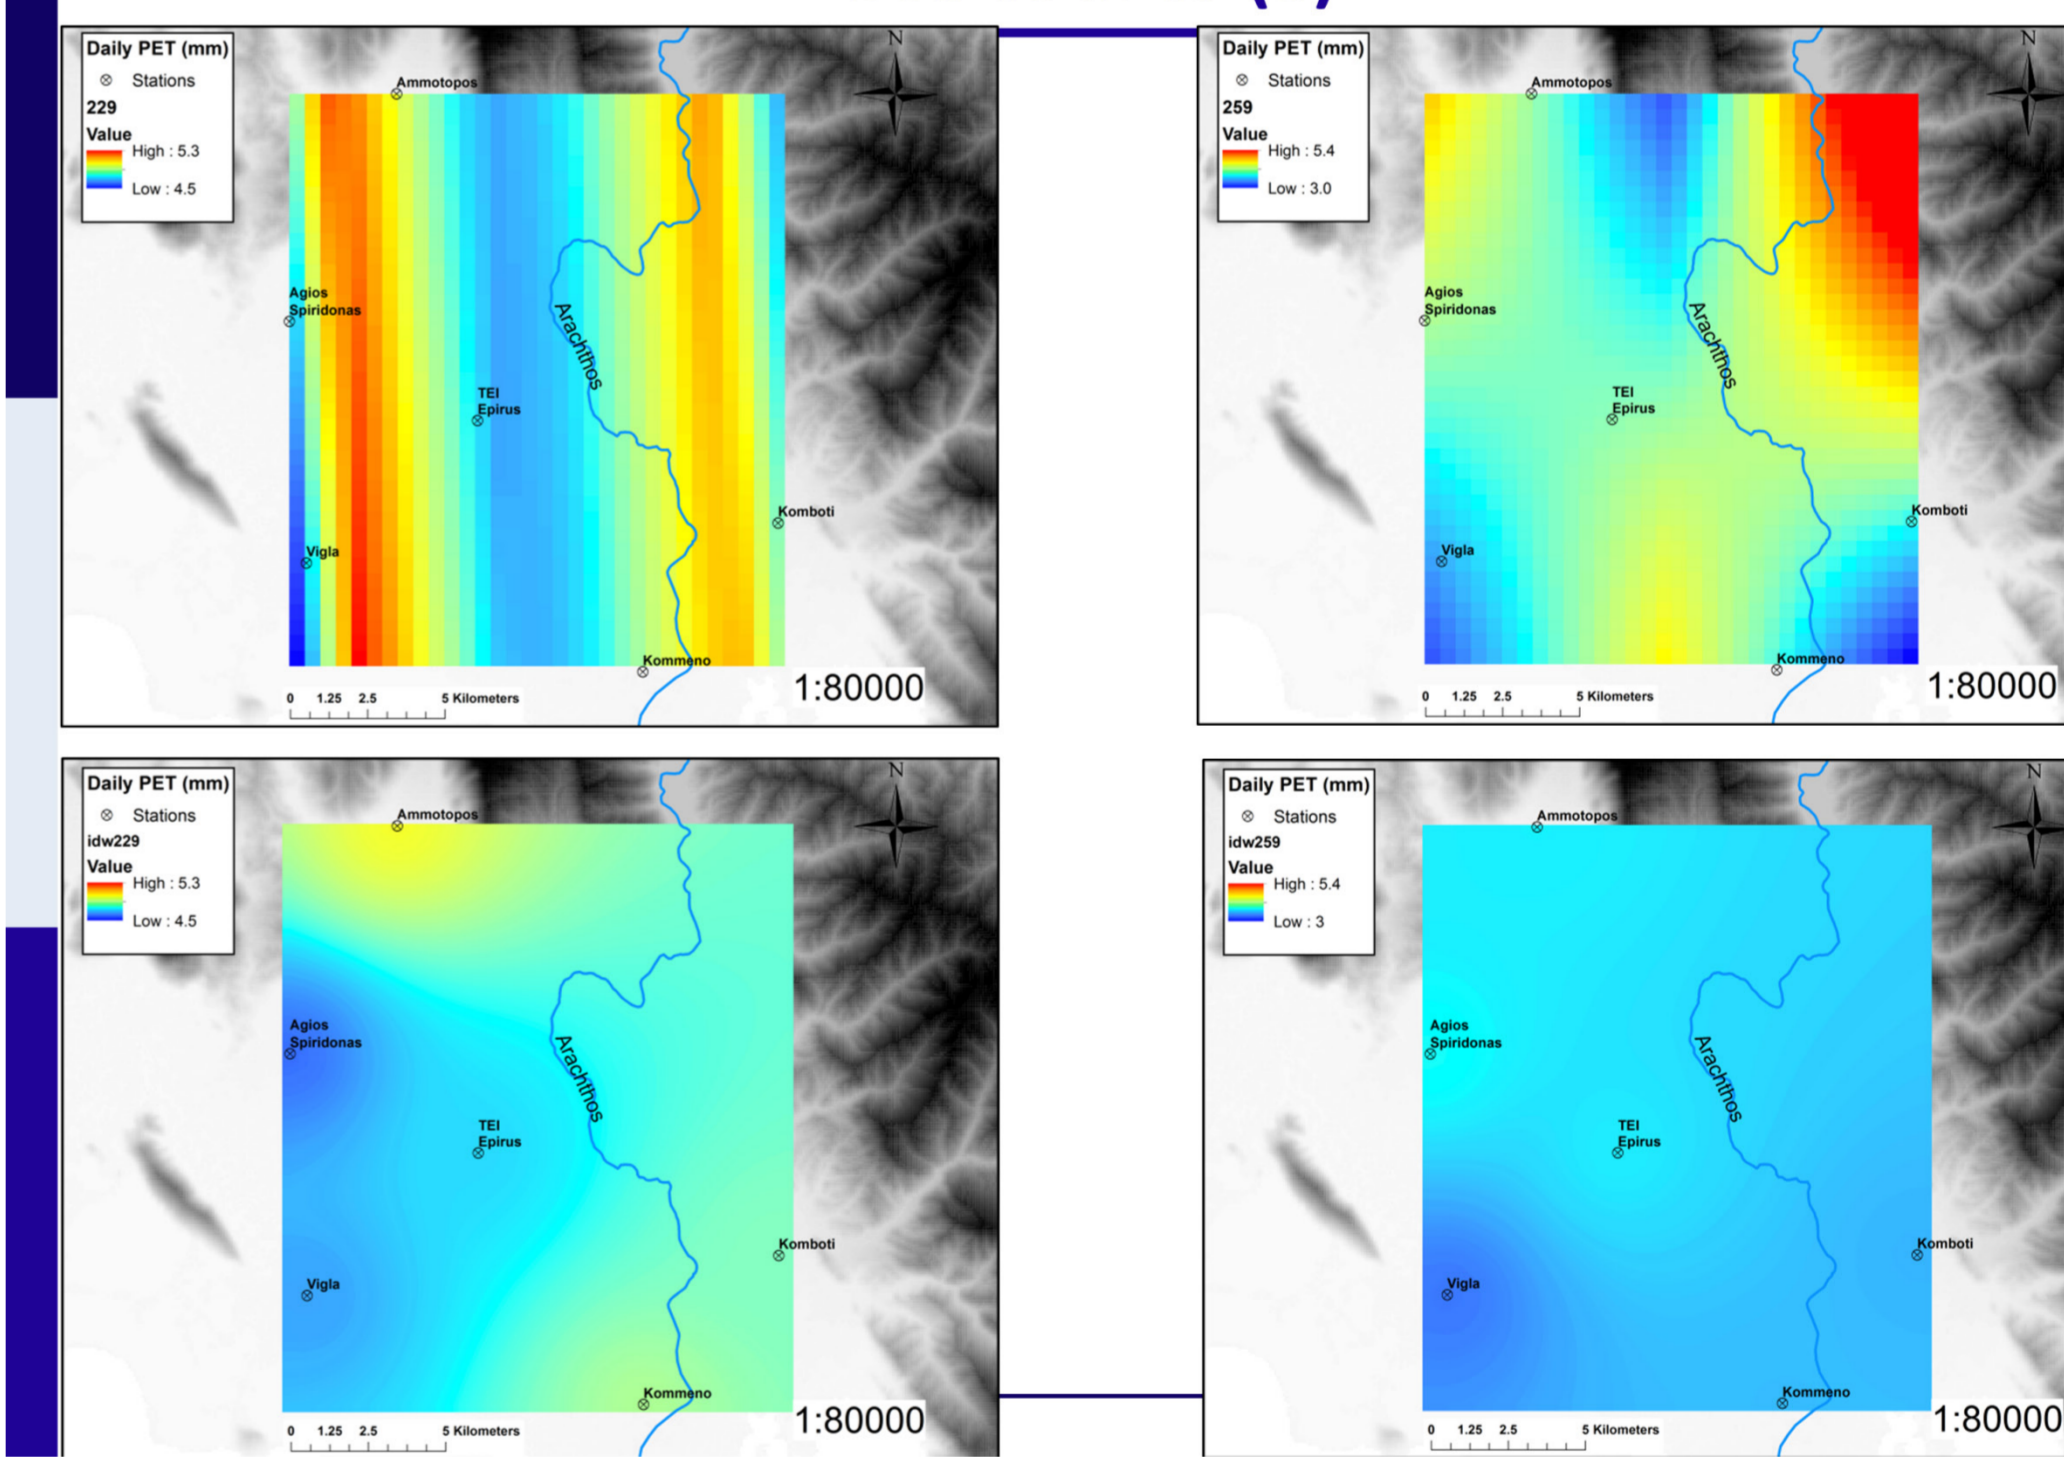 Daily PET (mm)
Stations
229
Value
High : 5.3
Low : 4.5
N
Ammotopos
Agios
Spiridonas
Arachthos
TEI
Epirus
Komboti
Vigla
Kommeno
0 1.25 2.5 5 Kilometers
1:80000
Daily PET (mm)
Stations
259
Value
High : 5.4
Low : 3.0
N
Ammotopos
Agios
Spiridonas
Arachthos
TEI
Epirus
Komboti
Vigla
Kommeno
0 1.25 2.5 5 Kilometers
1:80000
Daily PET (mm)
Stations
idw229
Value
High : 5.3
Low : 4.5
N
Ammotopos
Agios
Spiridonas
Arachthos
TEI
Epirus
Komboti
Vigla
Kommeno
0 1.25 2.5 5 Kilometers
1:80000
Daily PET (mm)
Stations
idw259
Value
High : 5.4
Low : 3
N
Ammotopos
Agios
Spiridonas
Arachthos
TEI
Epirus
Komboti
Vigla
Kommeno
0 1.25 2.5 5 Kilometers
1:80000